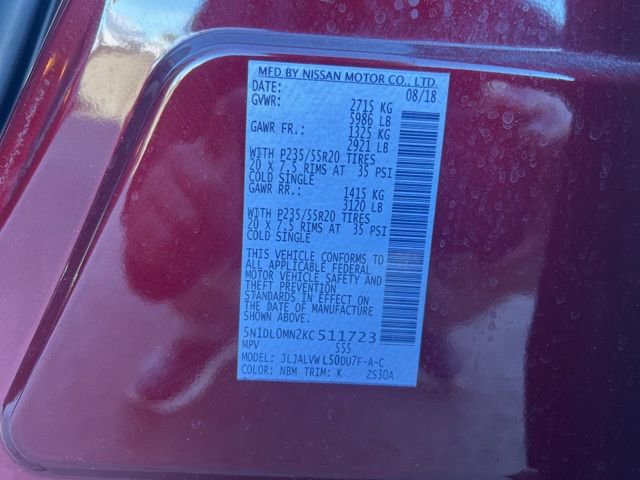 MFD BY NISSAN MOTOR CO., LTD.
DATE: 08/18
GVWR: 2715 KG
5986 LB
GAWR FR.: 1325 KG
2921 LB
WITH P235/55R20 TIRES
20 X 7.5 RIMS AT 35 PSI
COLD SINGLE
GAWR RR.: 1415 KG
3120 LB
WITH P235/55R20 TIRES
20 X 7.5 RIMS AT 35 PSI
COLD SINGLE
THIS VEHICLE CONFORMS TO
ALL APPLICABLE FEDERAL
MOTOR VEHICLE SAFETY AND
THEFT PREVENTION
STANDARDS IN EFFECT ON
THE DATE OF MANUFACTURE
SHOWN ABOVE.
5N1DL0MN2KC511723
MPV 555
MODEL: JLJALVWL50DU7F-A-C
COLOR: NBM TRIM: K ZS30A